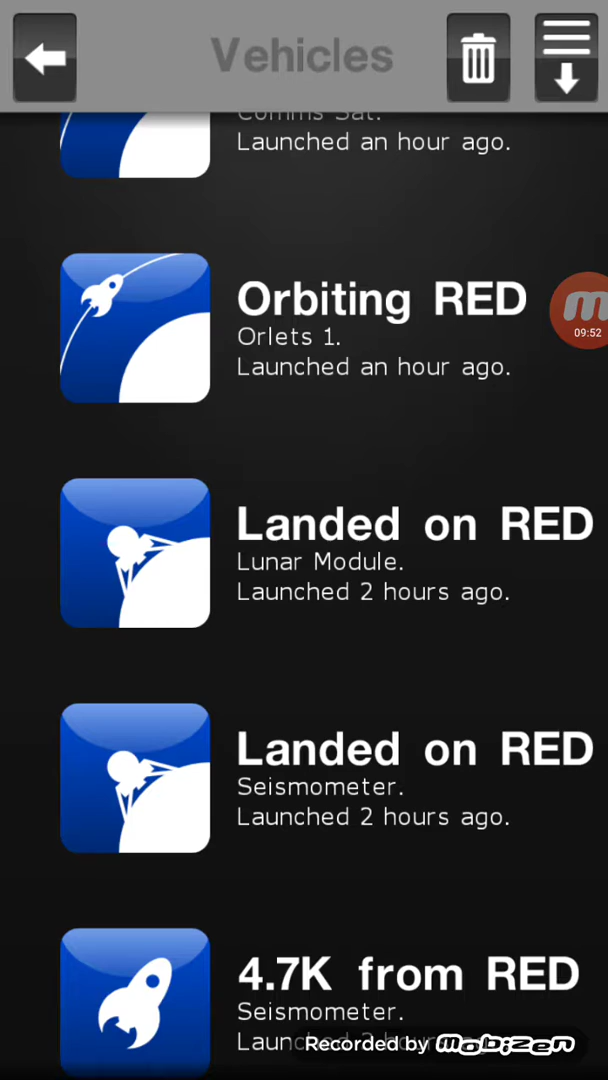 Vehicles
Comms Sat.
Launched an hour ago.
Orbiting RED
Orlets 1.
Launched an hour ago.
09:52
Landed on RED
Lunar Module.
Launched 2 hours ago.
Landed on RED
Seismometer.
Launched 2 hours ago.
4.7K from RED
Seismometer.
Recorded by mobizen